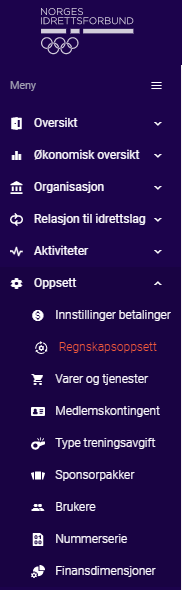 NORGES
IDRETTSFORBUND
Meny
Oversikt
Økonomisk oversikt
Organisasjon
Relasjon til idrettslag
Aktiviteter
Oppsett
Innstillinger betalinger
Regnskapsoppsett
Varer og tjenester
Medlemskontingent
Type treningsavgift
Sponsorpakker
Brukere
Nummerserie
Finansdimensjoner